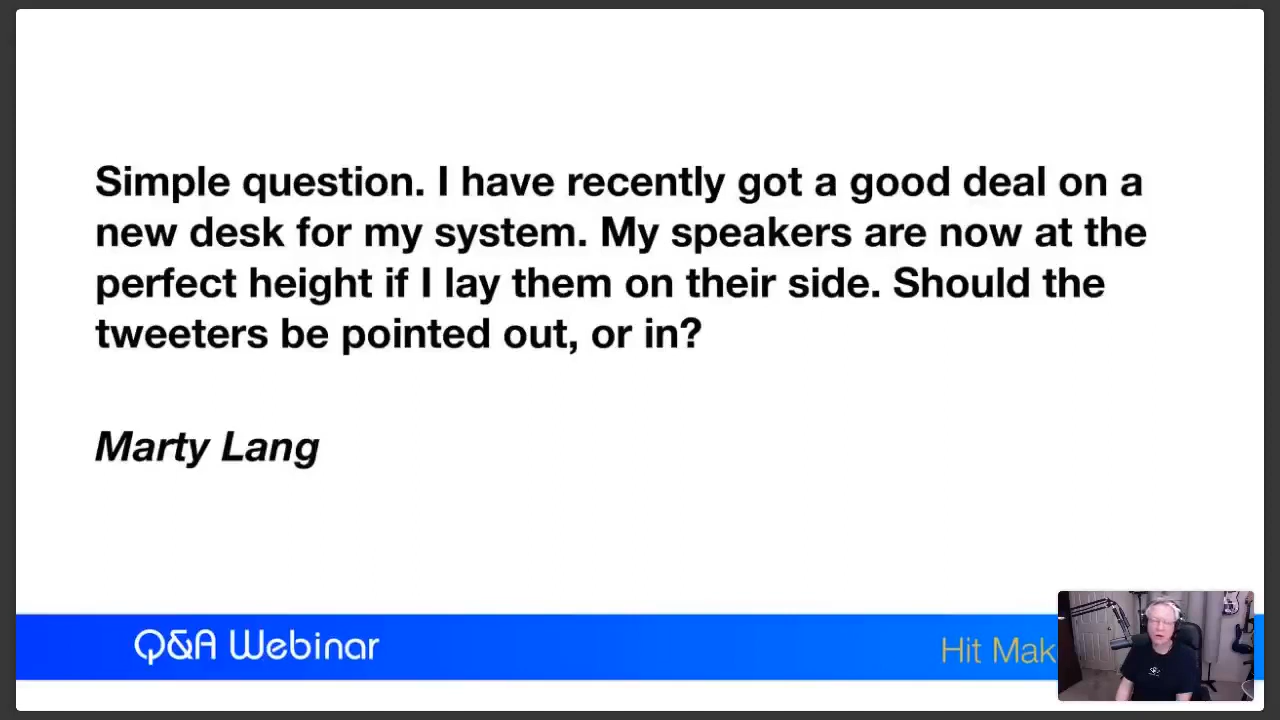 Simple question. I have recently got a good deal on a
new desk for my system. My speakers are now at the
perfect height if I lay them on their side. Should the
tweeters be pointed out, or in?
Marty Lang
Q&A Webinar
Hit Mak